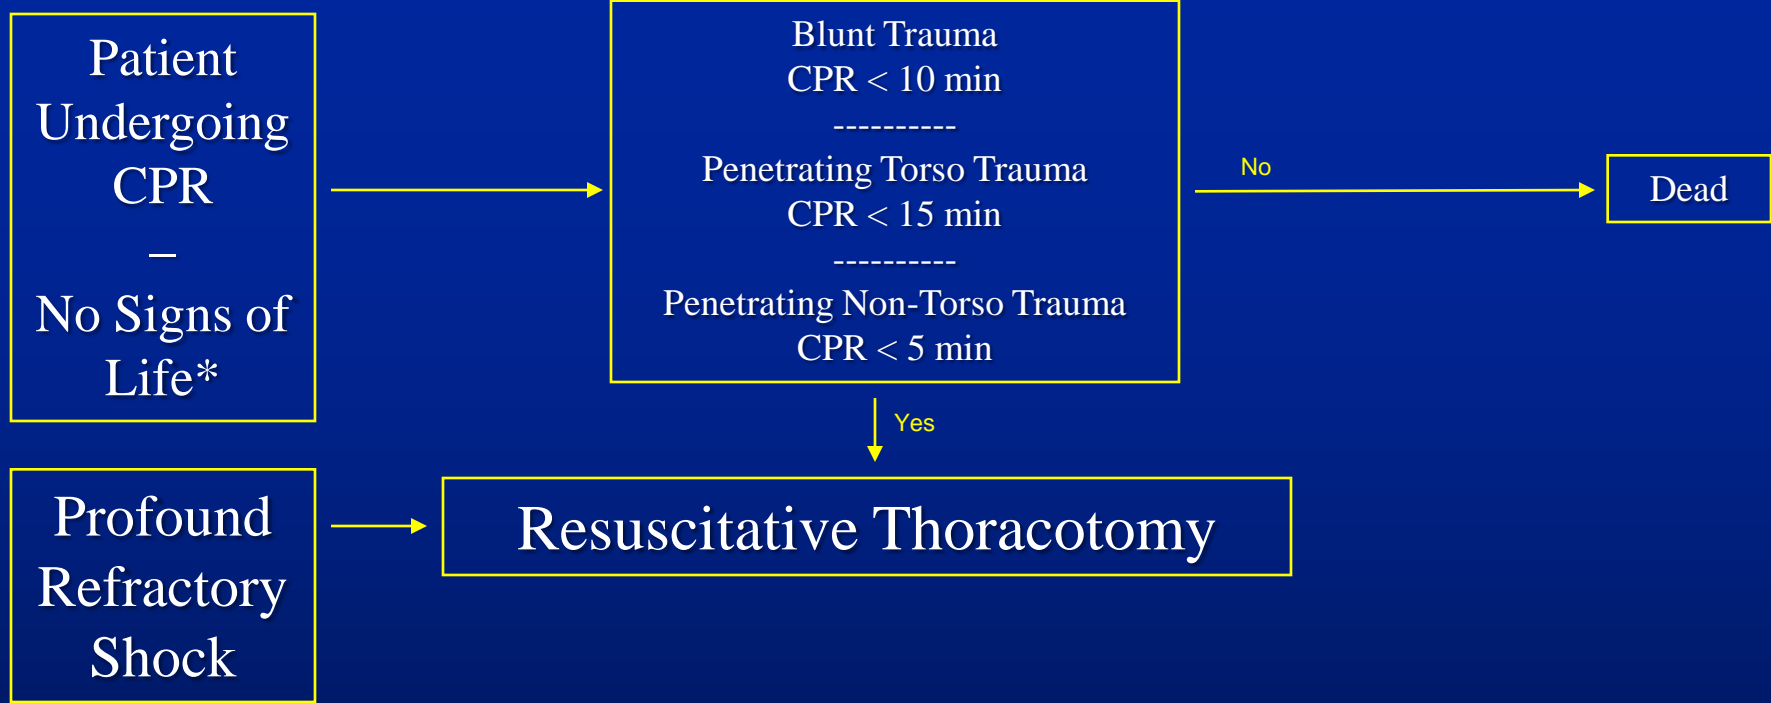 Patient
Undergoing
CPR
–
No Signs of
Life*
Blunt Trauma
CPR < 10 min
----------
Penetrating Torso Trauma
CPR < 15 min
----------
Penetrating Non-Torso Trauma
CPR < 5 min
No
Dead
Yes
Profound
Refractory
Shock
Resuscitative Thoracotomy